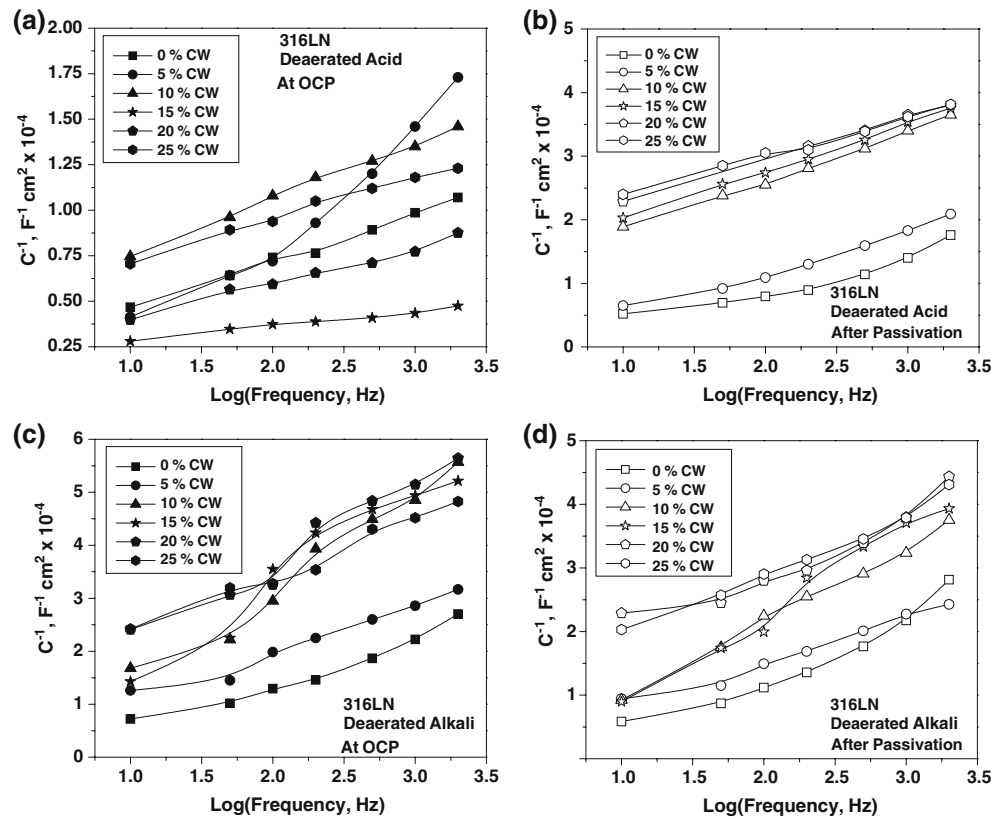 (a)
2.00
1.75
1.50
1.25
1.00
0.75
0.50
0.25
C⁻¹, F⁻¹ cm² x 10⁻⁴
0 % CW
5 % CW
10 % CW
15 % CW
20 % CW
25 % CW
316LN
Deaerated Acid
At OCP
1.0 1.5 2.0 2.5 3.0 3.5
Log(Frequency, Hz)
(b)
5
4
3
2
1
0
C⁻¹, F⁻¹ cm² x 10⁻⁴
0 % CW
5 % CW
10 % CW
15 % CW
20 % CW
25 % CW
316LN
Deaerated Acid
After Passivation
1.0 1.5 2.0 2.5 3.0 3.5
Log(Frequency, Hz)
(c)
6
5
4
3
2
1
0
C⁻¹, F⁻¹ cm² x 10⁻⁴
0 % CW
5 % CW
10 % CW
15 % CW
20 % CW
25 % CW
316LN
Deaerated Alkali
At OCP
1.0 1.5 2.0 2.5 3.0 3.5
Log(Frequency, Hz)
(d)
5
4
3
2
1
C⁻¹, F⁻¹ cm² x 10⁻⁴
0 % CW
5 % CW
10 % CW
15 % CW
20 % CW
25 % CW
316LN
Deaerated Alkali
After Passivation
1.0 1.5 2.0 2.5 3.0 3.5
Log(Frequency, Hz)